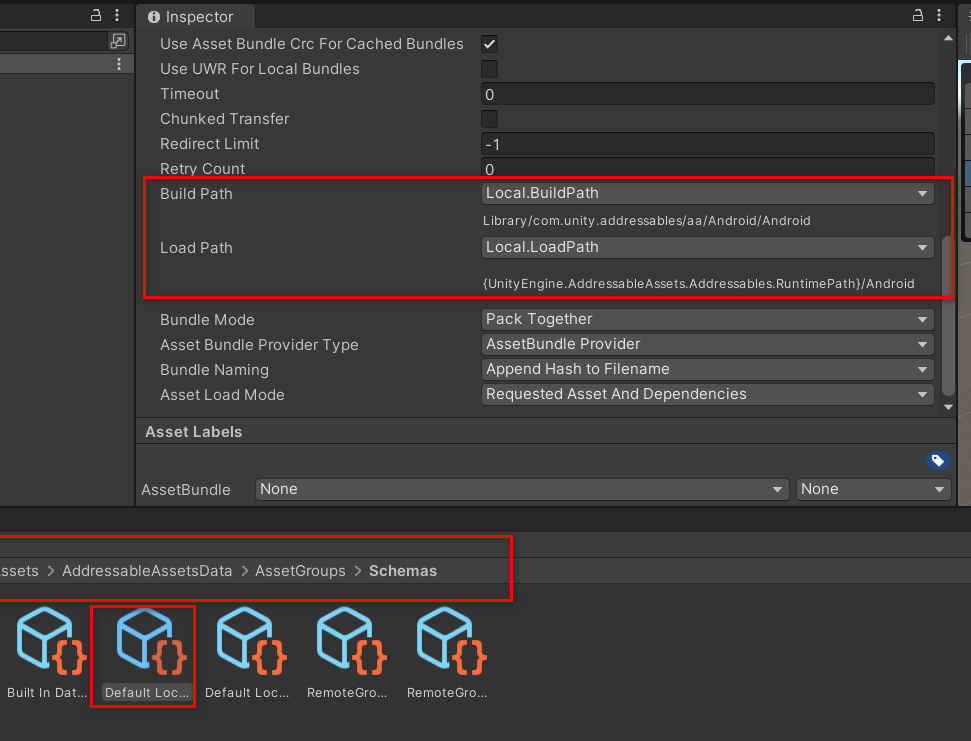 Inspector
Use Asset Bundle Crc For Cached Bundles
Use UWR For Local Bundles
Timeout 0
Chunked Transfer
Redirect Limit -1
Retry Count 0
Build Path Local.BuildPath
Library/com.unity.addressables/aa/Android/Android
Load Path Local.LoadPath
{UnityEngine.AddressableAssets.Addressables.RuntimePath}/Android
Bundle Mode Pack Together
Asset Bundle Provider Type AssetBundle Provider
Bundle Naming Append Hash to Filename
Asset Load Mode Requested Asset And Dependencies
Asset Labels
AssetBundle None None
ssets > AddressableAssetsData > AssetGroups > Schemas
Built In Dat... Default Loc... Default Loc... RemoteGro... RemoteGro...